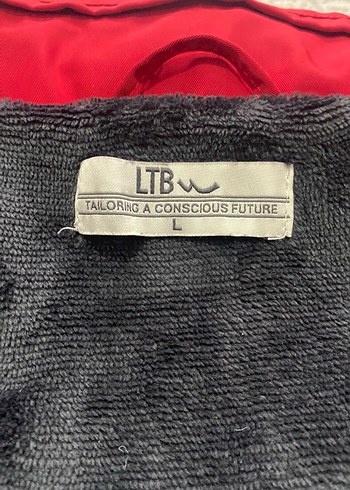 LTB
TAILORING A CONSCIOUS FUTURE
L